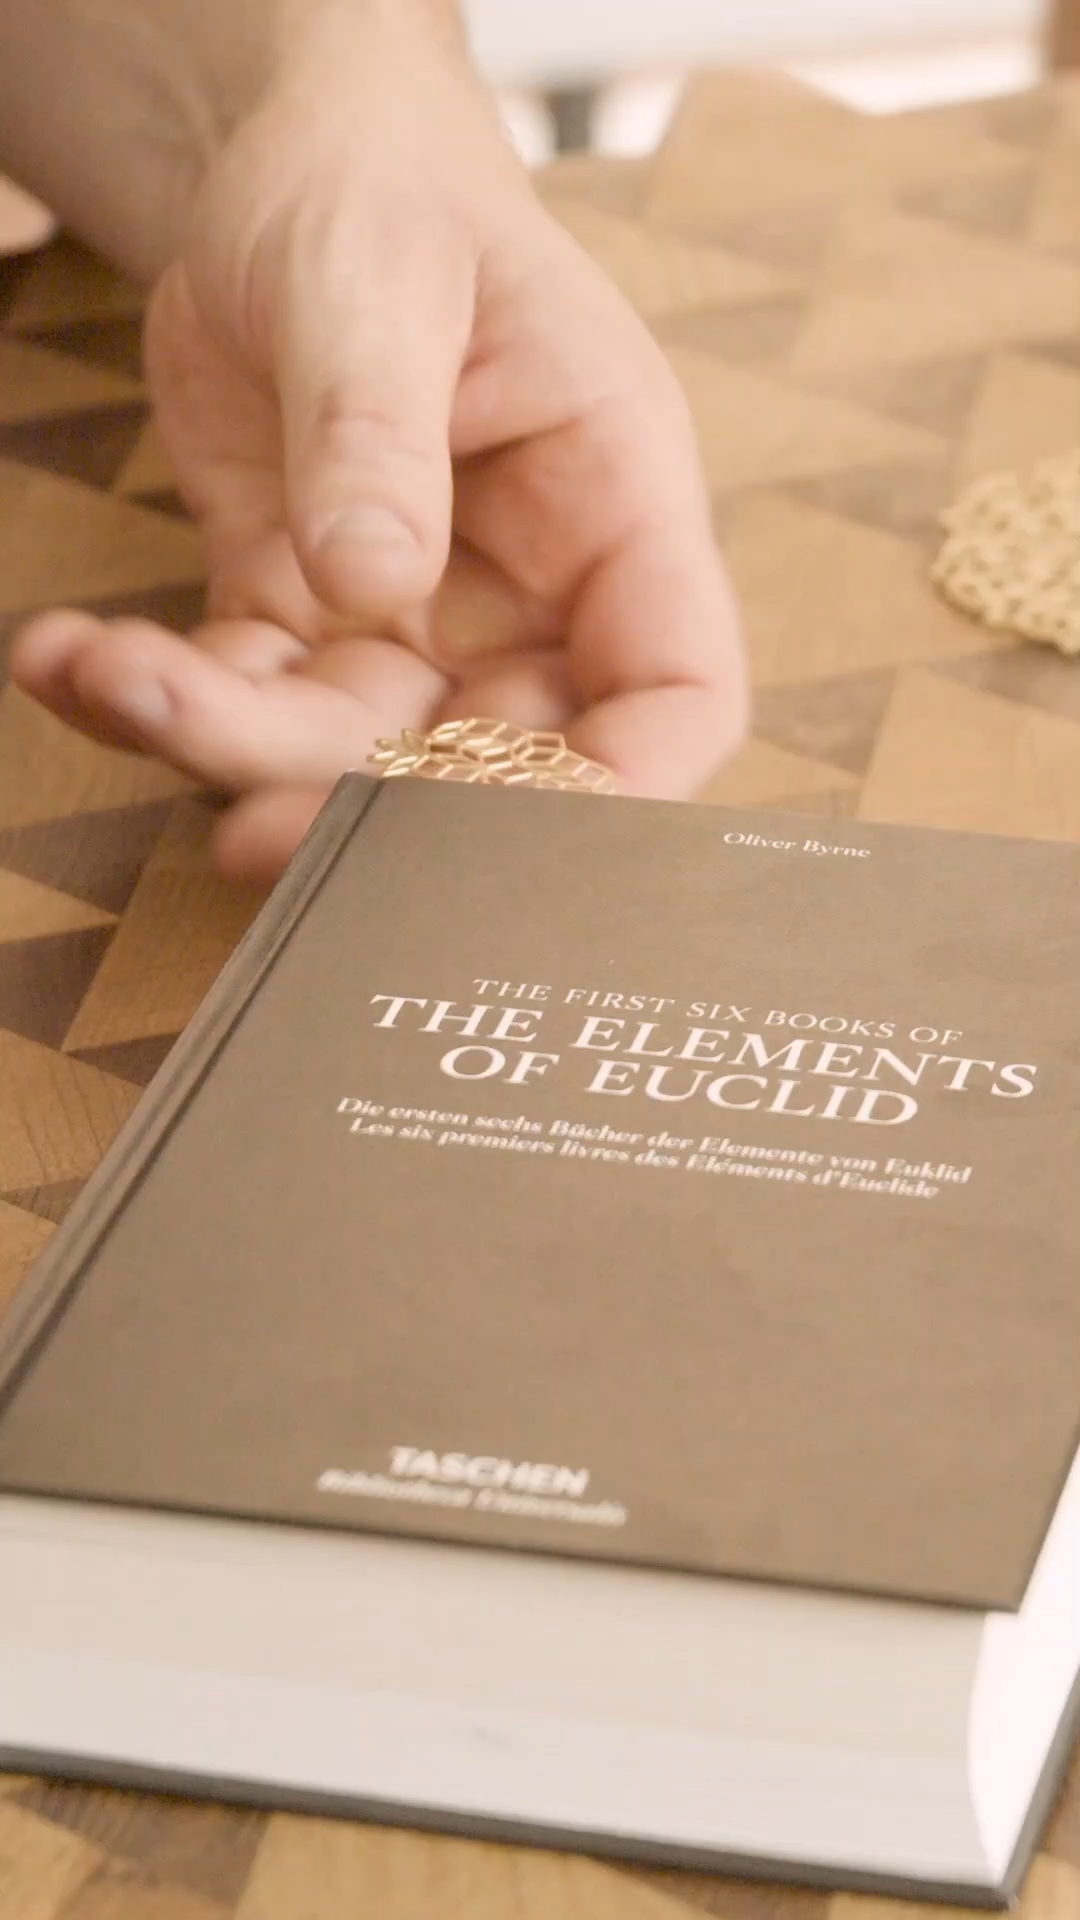 Oliver Byrne
THE FIRST SIX BOOKS OF
THE ELEMENTS
OF EUCLID
Die ersten sechs Bücher der Elemente von Euklid
Les six premiers livres des Eléments d'Euclide
TASCHEN